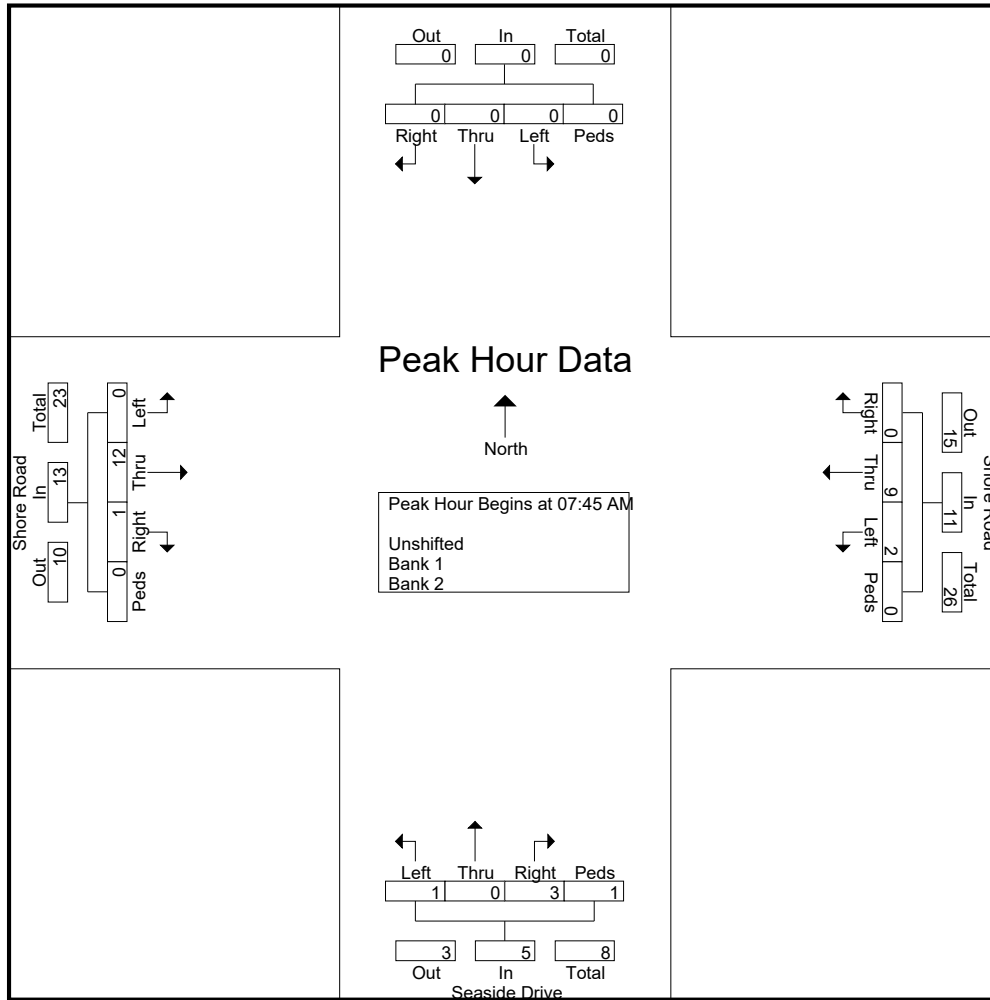 Out In Total
0 0 0
0 0 0 0
Right Thru Left Peds
Peak Hour Data
North
Peak Hour Begins at 07:45 AM
Unshifted
Bank 1
Bank 2
Shore Road
Out In Total
10 13 23
0 12 1 0
Left Thru Right Peds
Shore Road
Out In Total
15 11 26
0 9 2 0
Right Thru Left Peds
Left Thru Right Peds
1 0 3 1
3 5 8
Out In Total
Seaside Drive